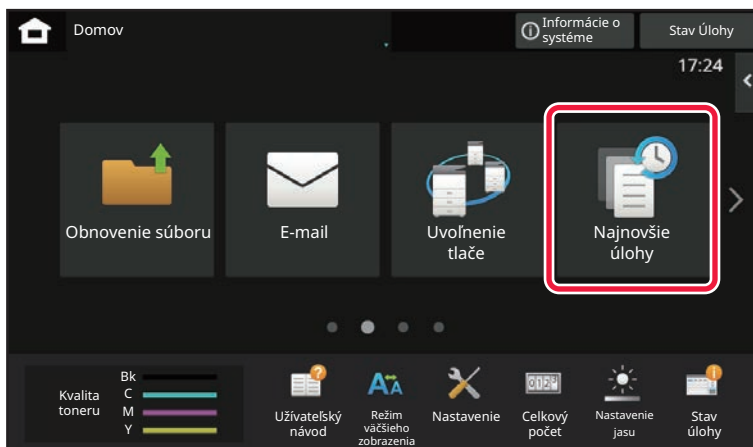 Domov
Informácie o
systéme
Stav Úlohy
17:24
Obnovenie súboru
E-mail
Uvoľnenie
tlače
Najnovšie
úlohy
Kvalita
toneru
Bk
C
M
Y
Užívateľský
návod
Režim
väčšieho
zobrazenia
Nastavenie
Celkový
počet
Nastavenie
jasu
Stav
úlohy